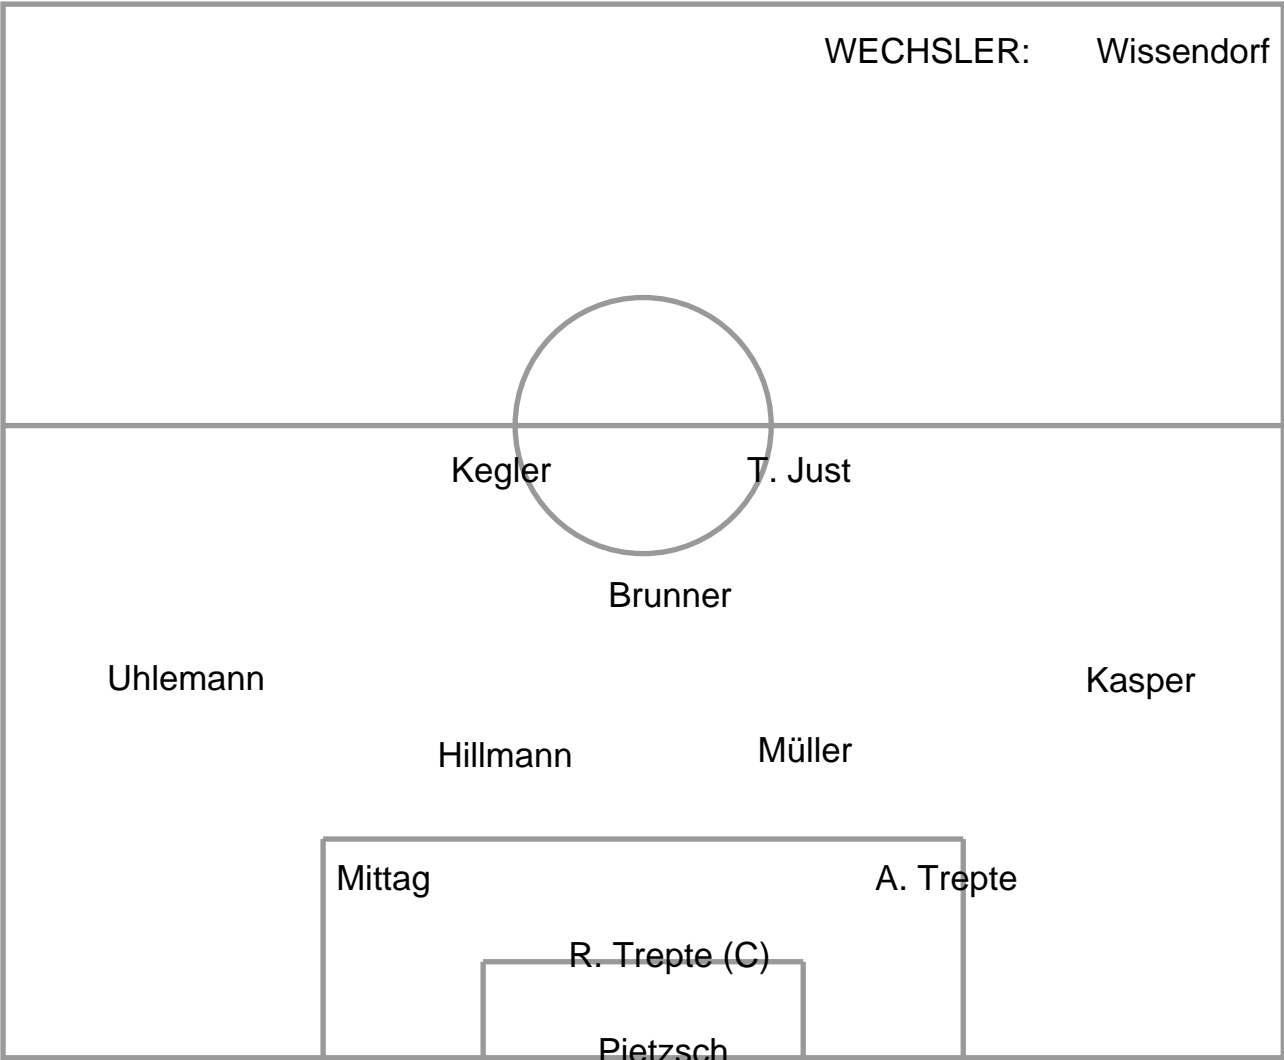 WECHSLER: Wissendorf
Kegler T. Just
Brunner
Uhlemann Kasper
Hillmann Müller
Mittag A. Trepte
R. Trepte (C)
Pietzsch